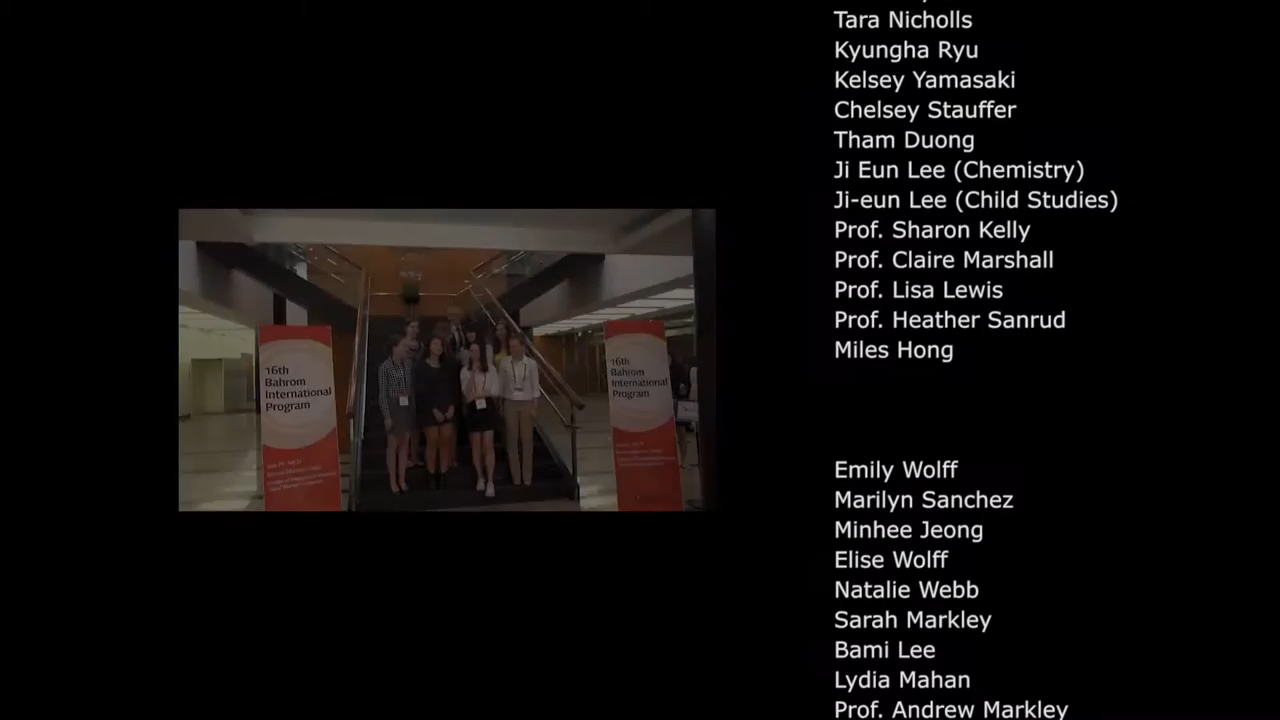 Tara Nicholls
Kyungha Ryu
Kelsey Yamasaki
Chelsey Stauffer
Tham Duong
Ji Eun Lee (Chemistry)
Ji-eun Lee (Child Studies)
Prof. Sharon Kelly
Prof. Claire Marshall
Prof. Lisa Lewis
Prof. Heather Sanrud
Miles Hong
Emily Wolff
Marilyn Sanchez
Minhee Jeong
Elise Wolff
Natalie Webb
Sarah Markley
Bami Lee
Lydia Mahan
Prof. Andrew Markley
16th
Bahrom
International
Program
16th
Bahrom
International
Program